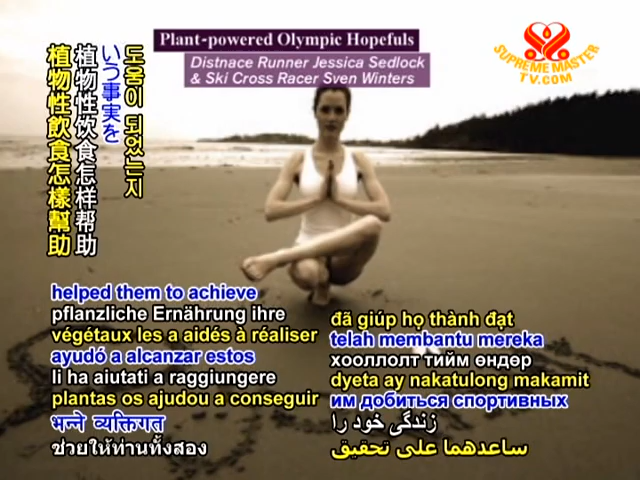 Plant-powered Olympic Hopefuls
Distnace Runner Jessica Sedlock
& Ski Cross Racer Sven Winters
SUPREME MASTER
TV.COM
도움이 되었는지
いう事実を
植物性饮食怎样帮助
植物性飲食怎樣幫助
helped them to achieve
pflanzliche Ernährung ihre
végétaux les a aidés à réaliser
ayudó a alcanzar estos
li ha aiutati a raggiungere
plantas os ajudou a conseguir
भन्ने व्यक्तिगत
ช่วยให้ท่านทั้งสอง
đã giúp họ thành đạt
telah membantu mereka
хооллолт тийм өндөр
dyeta ay nakatulong makamit
им добиться спортивных
زندگی خود را
ساعدهما على تحقيق